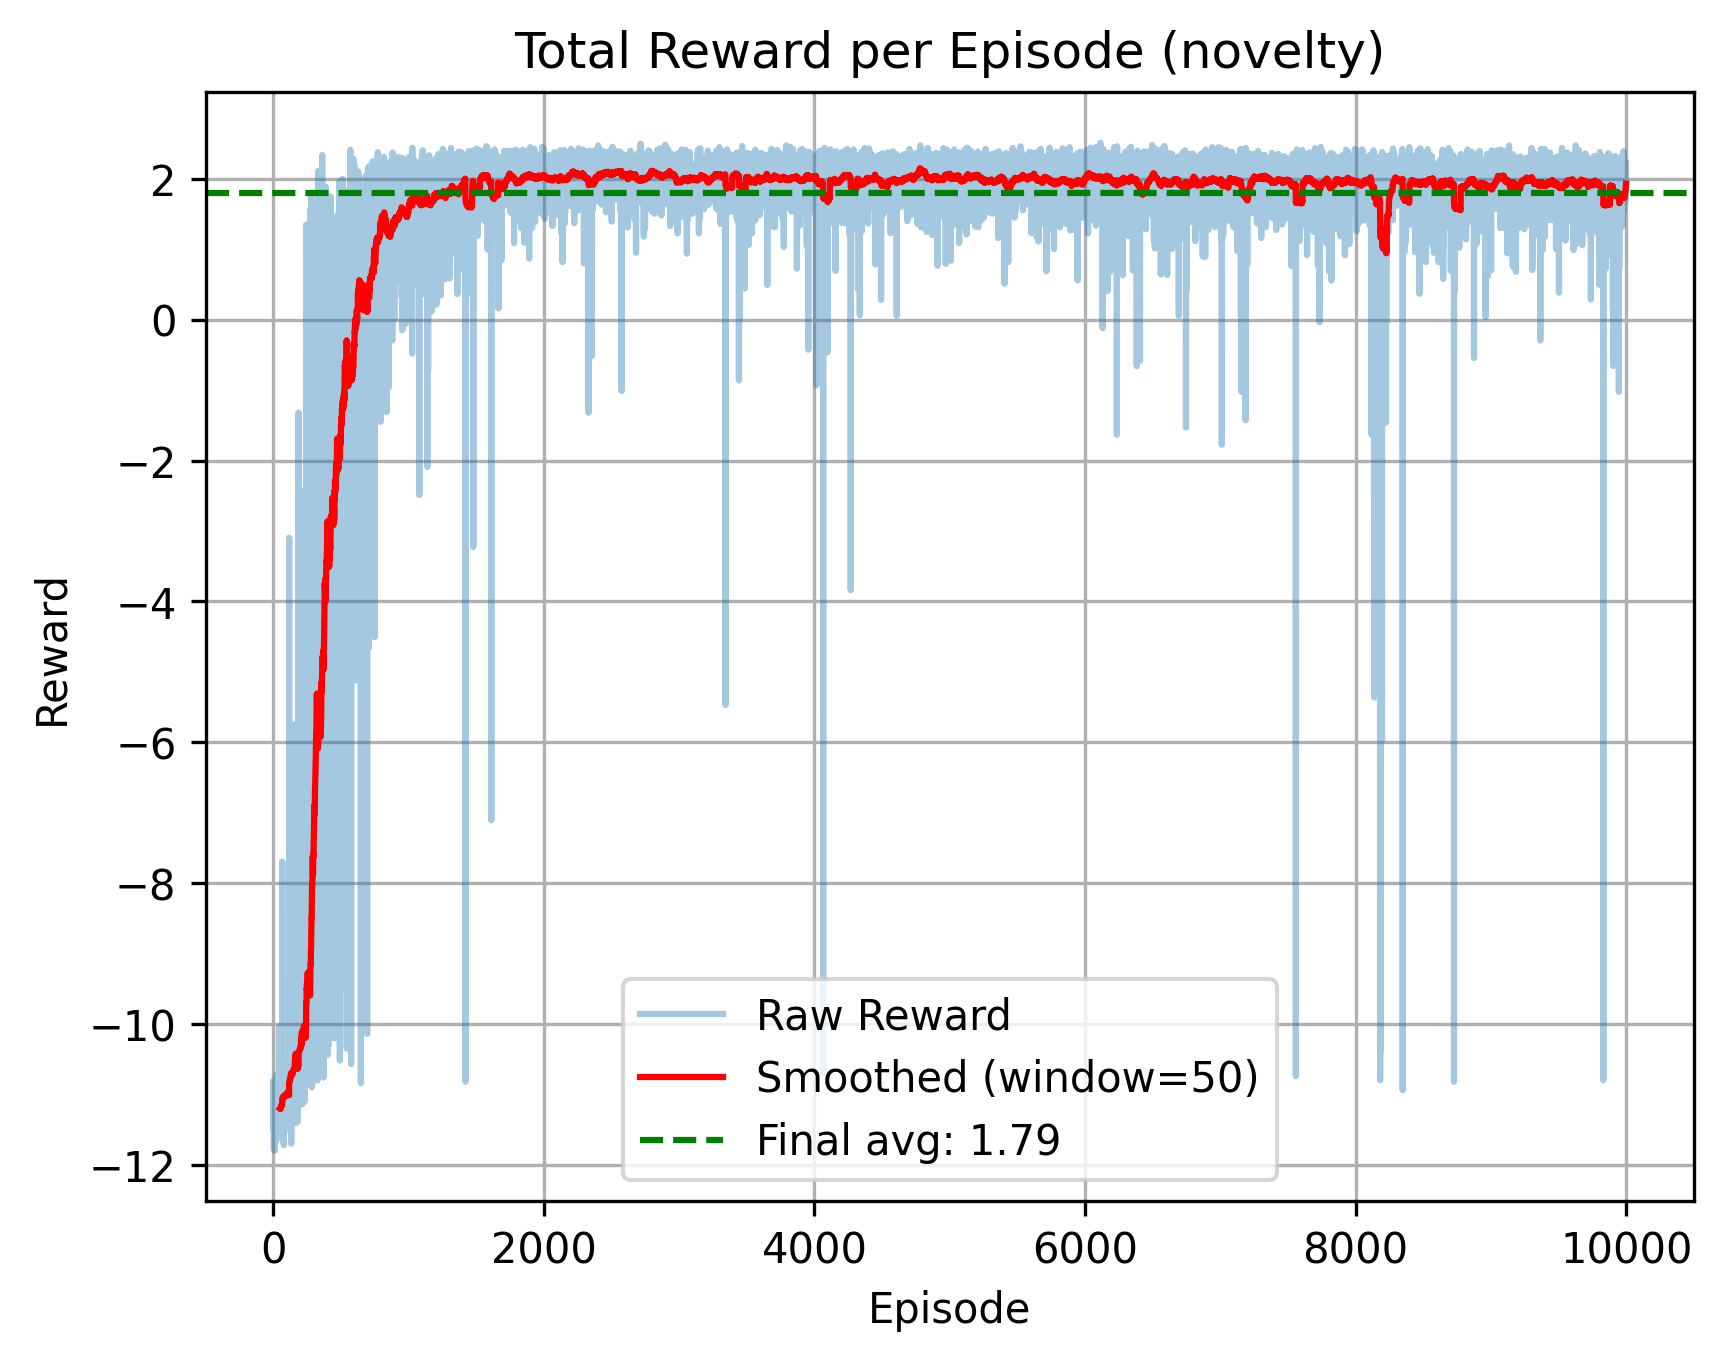 Total Reward per Episode (novelty)
2
0
−2
−4
−6
−8
−10
−12
Reward
Raw Reward
Smoothed (window=50)
Final avg: 1.79
0 2000 4000 6000 8000 10000
Episode